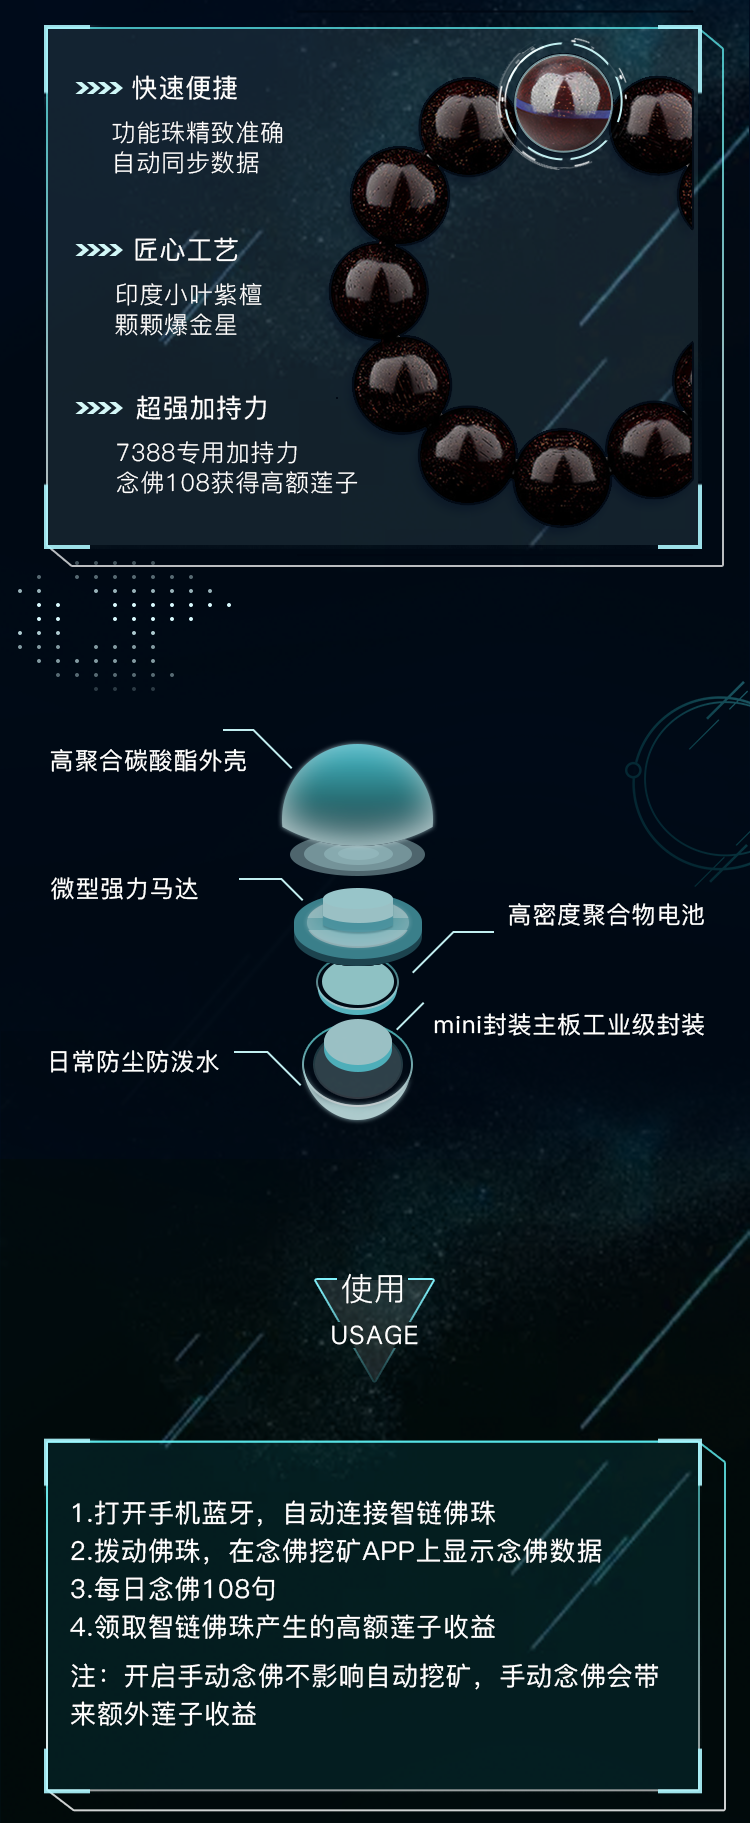 快速便捷
功能珠精致准确
自动同步数据
匠心工艺
印度小叶紫檀
颗颗爆金星
超强加持力
7388专用加持力
念佛108获得高额莲子
高聚合碳酸酯外壳
微型强力马达
高密度聚合物电池
mini封装主板工业级封装
日常防尘防泼水
使用
USAGE
1.打开手机蓝牙，自动连接智链佛珠
2.拨动佛珠，在念佛挖矿APP上显示念佛数据
3.每日念佛108句
4.领取智链佛珠产生的高额莲子收益
注：开启手动念佛不影响自动挖矿，手动念佛会带
来额外莲子收益